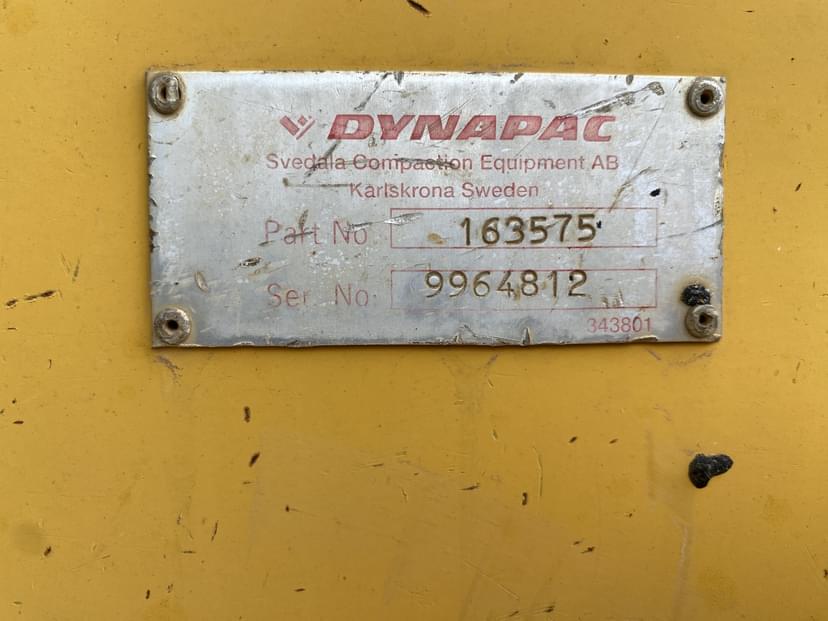 DYNAPAC
Svedala Compaction Equipment AB
Karlskrona Sweden
Part No 163575
Ser. No. 9964812
343801